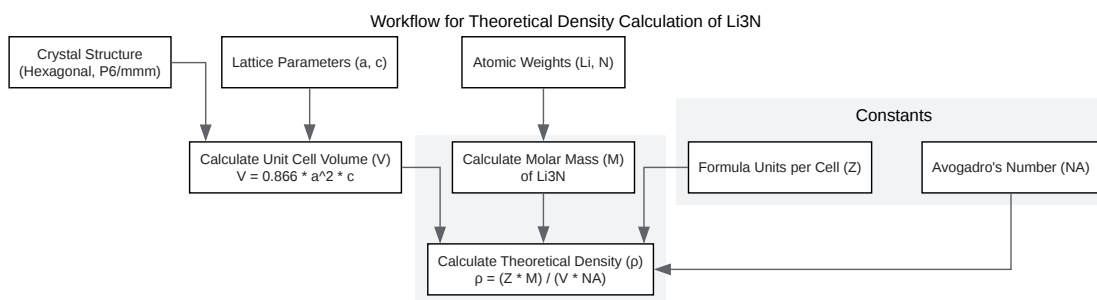 Workflow for Theoretical Density Calculation of Li3N
Crystal Structure
(Hexagonal, P6/mmm)
Lattice Parameters (a, c)
Atomic Weights (Li, N)
Constants
Calculate Unit Cell Volume (V)
V = 0.866 * a^2 * c
Calculate Molar Mass (M)
of Li3N
Formula Units per Cell (Z)
Avogadro's Number (NA)
Calculate Theoretical Density (ρ)
ρ = (Z * M) / (V * NA)